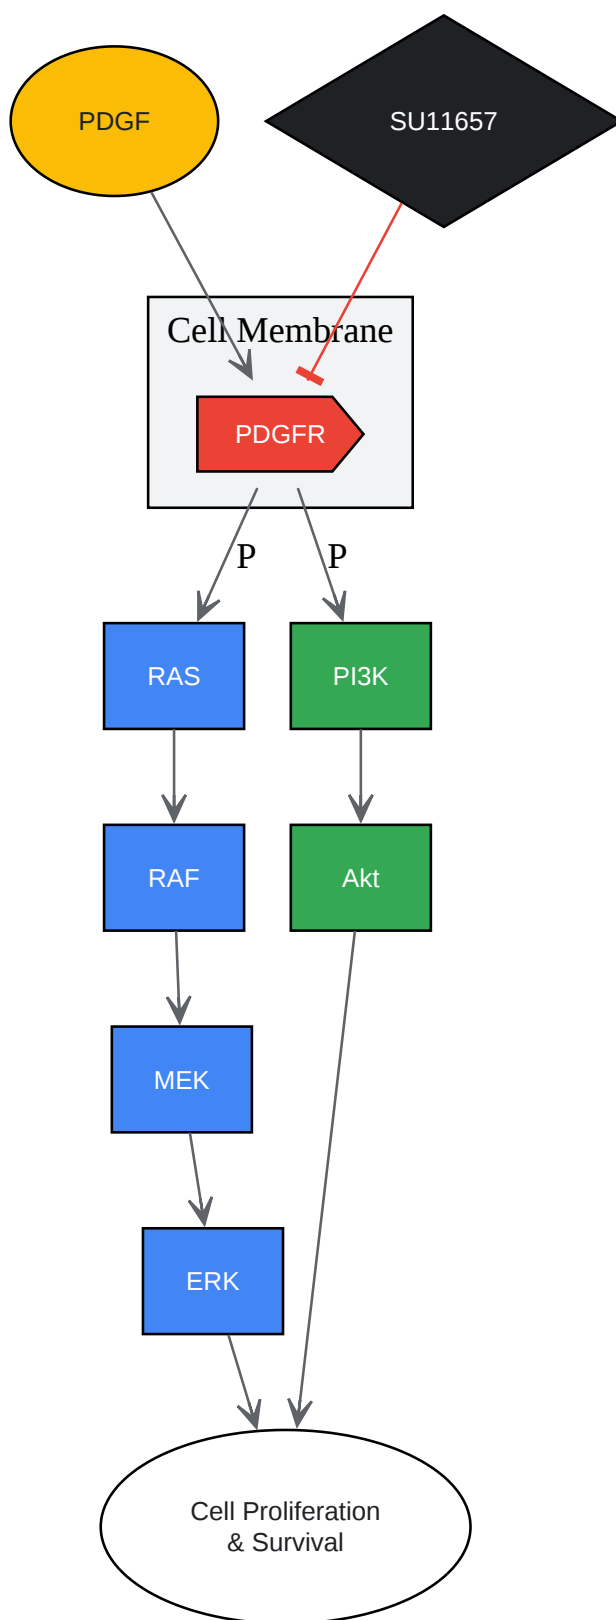 PDGF
SU11657
Cell Membrane
PDGFR
P
P
RAS
PI3K
RAF
Akt
MEK
ERK
Cell Proliferation
& Survival